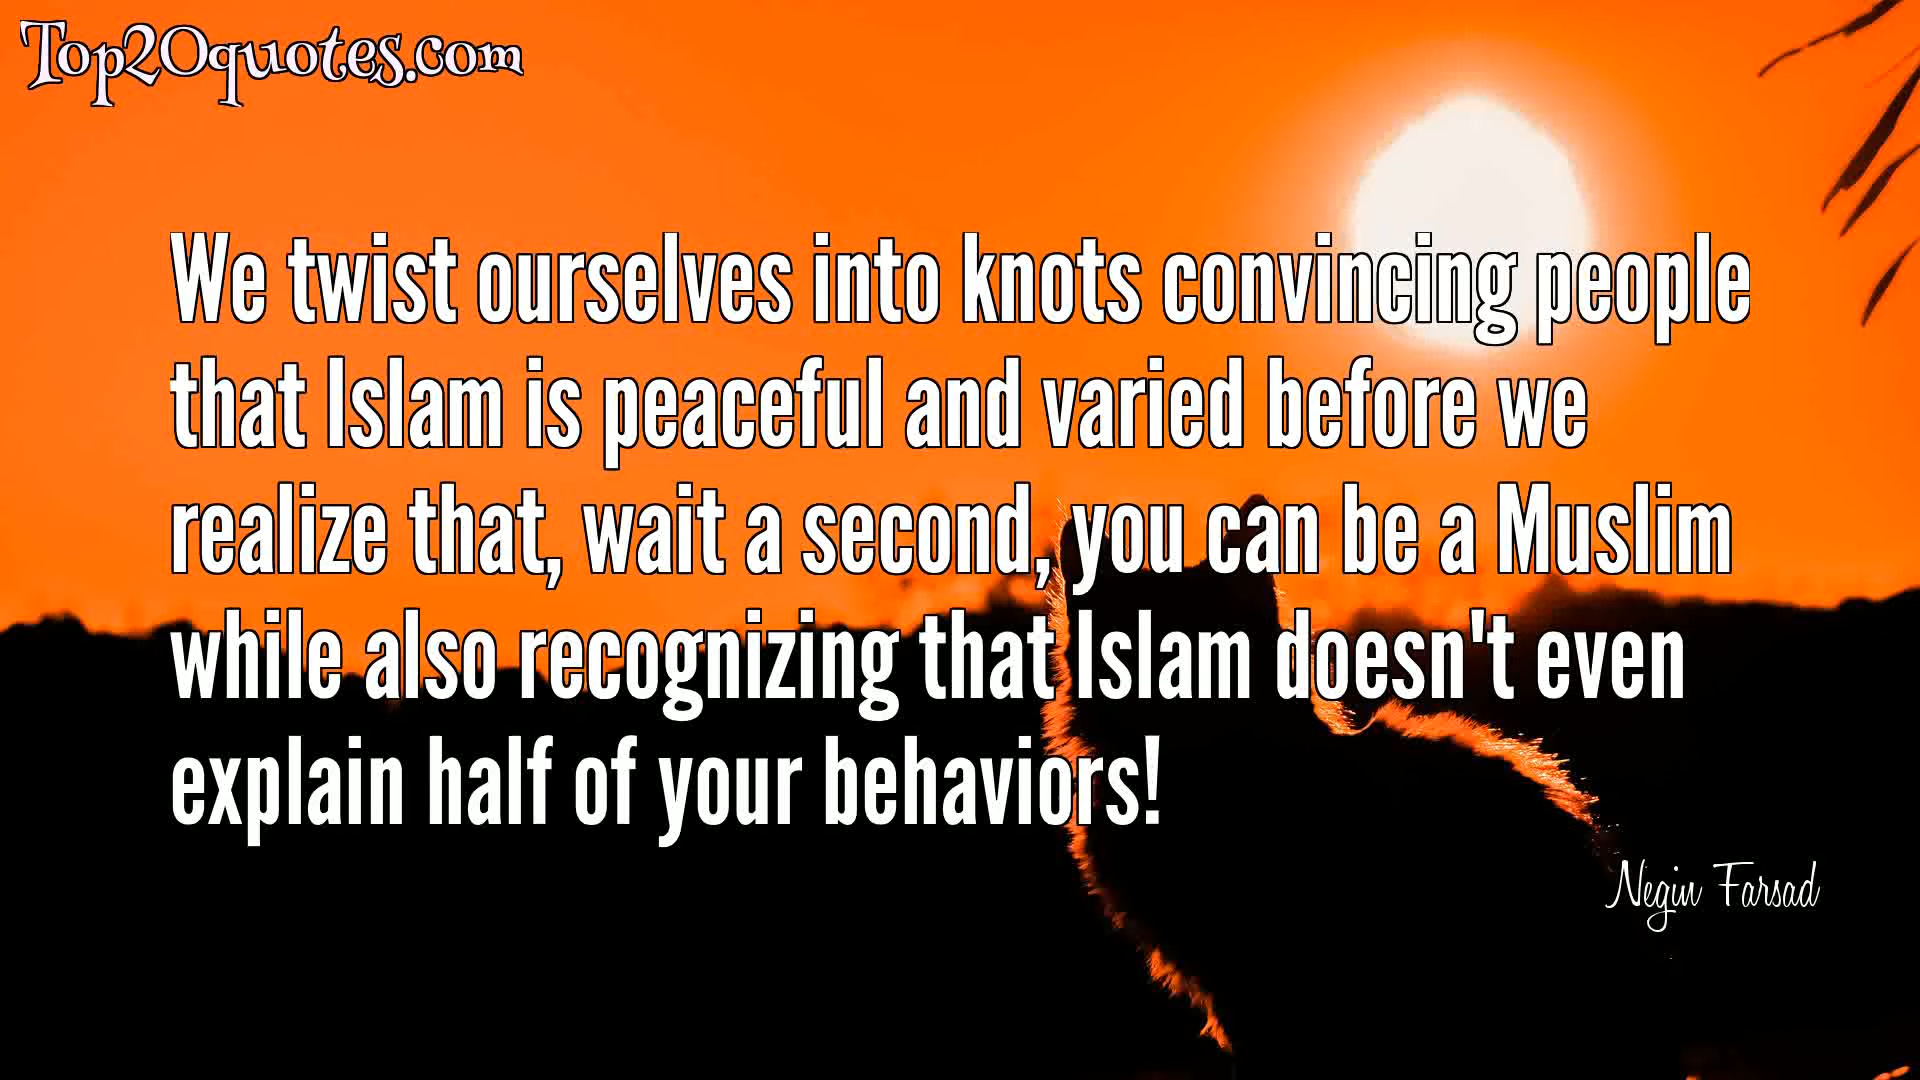 Top20quotes.com
We twist ourselves into knots convincing people
that Islam is peaceful and varied before we
realize that, wait a second, you can be a Muslim
while also recognizing that Islam doesn't even
explain half of your behaviors!
Negin Farsad